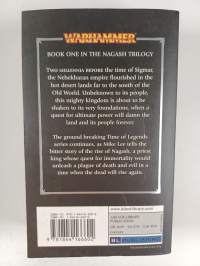 WARHAMMER
BOOK ONE IN THE NAGASH TRILOGY
TWO MILLENNIA BEFORE the time of Sigmar,
the Nehekharan empire flourished in the
hot desert lands far to the south of the
Old World. Unbeknown to its people,
this mighty kingdom is about to be
shaken to its very foundations, when a
quest for ultimate power will damn the
land and its people forever.
The ground breaking Time of Legends
series continues, as Mike Lee tells the
bitter story of the rise of Nagash, a priest
king whose quest for immortality would
unleash a plague of death and evil in a
time when the dead will rise again.
BL